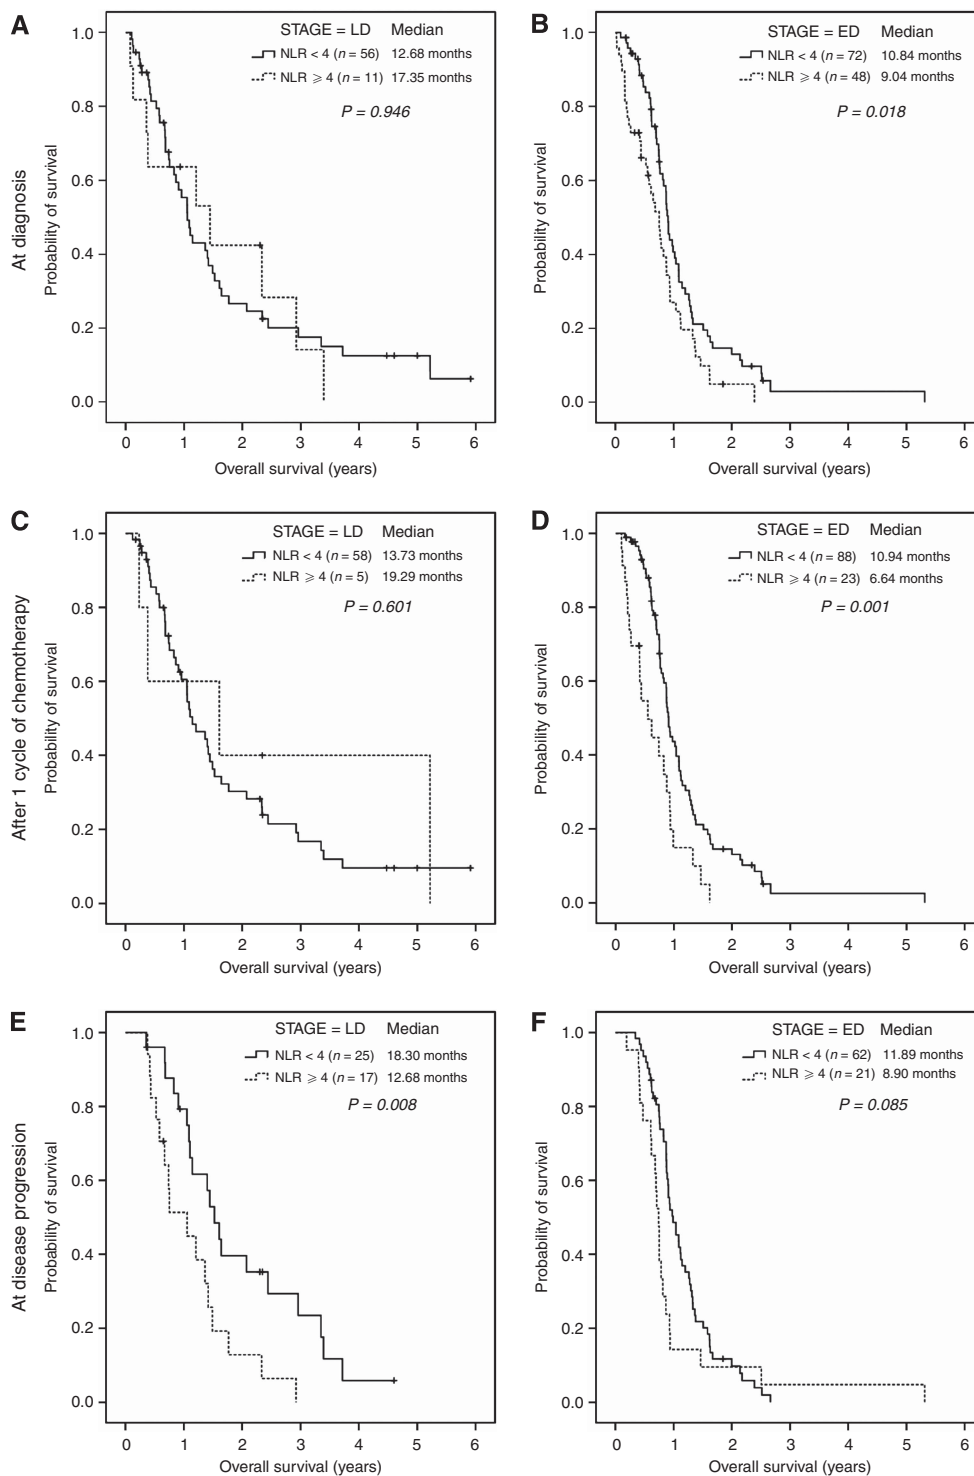 A
STAGE = LD Median
NLR < 4 (n = 56) 12.68 months
NLR ⩾ 4 (n = 11) 17.35 months
P = 0.946
1.0
0.8
0.6
0.4
0.2
0.0
At diagnosis
Probability of survival
0 1 2 3 4 5 6
Overall survival (years)
B
STAGE = ED Median
NLR < 4 (n = 72) 10.84 months
NLR ⩾ 4 (n = 48) 9.04 months
P = 0.018
1.0
0.8
0.6
0.4
0.2
0.0
Probability of survival
0 1 2 3 4 5 6
Overall survival (years)
C
STAGE = LD Median
NLR < 4 (n = 58) 13.73 months
NLR ⩾ 4 (n = 5) 19.29 months
P = 0.601
1.0
0.8
0.6
0.4
0.2
0.0
After 1 cycle of chemotherapy
Probability of survival
0 1 2 3 4 5 6
Overall survival (years)
D
STAGE = ED Median
NLR < 4 (n = 88) 10.94 months
NLR ⩾ 4 (n = 23) 6.64 months
P = 0.001
1.0
0.8
0.6
0.4
0.2
0.0
Probability of survival
0 1 2 3 4 5 6
Overall survival (years)
E
STAGE = LD Median
NLR < 4 (n = 25) 18.30 months
NLR ⩾ 4 (n = 17) 12.68 months
P = 0.008
1.0
0.8
0.6
0.4
0.2
0.0
At disease progression
Probability of survival
0 1 2 3 4 5 6
Overall survival (years)
F
STAGE = ED Median
NLR < 4 (n = 62) 11.89 months
NLR ⩾ 4 (n = 21) 8.90 months
P = 0.085
1.0
0.8
0.6
0.4
0.2
0.0
Probability of survival
0 1 2 3 4 5 6
Overall survival (years)